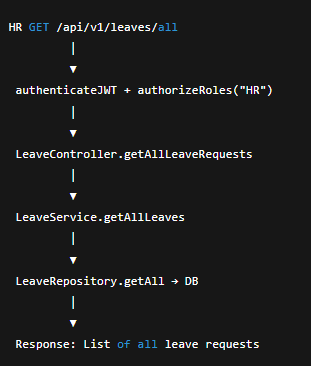 HR GET /api/v1/leaves/all
authenticateJWT + authorizeRoles("HR")
LeaveController.getAllLeaveRequests
LeaveService.getAllLeaves
LeaveRepository.getAll → DB
Response: List of all leave requests